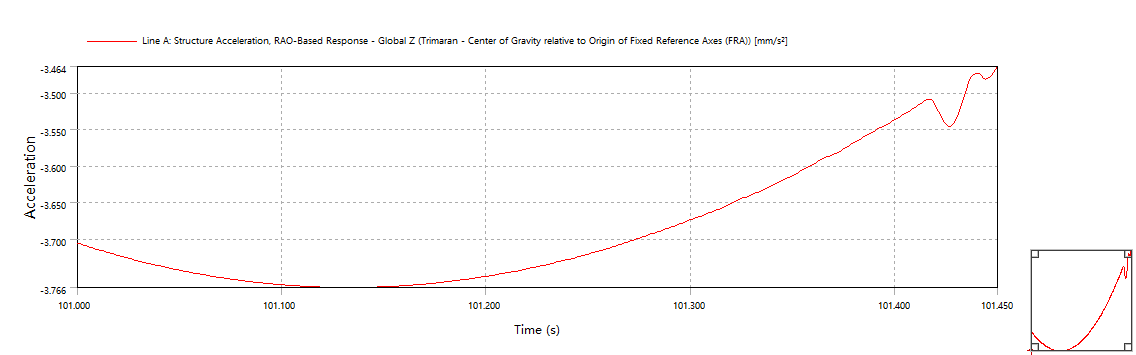 Line A: Structure Acceleration, RAO-Based Response - Global Z (Trimaran - Center of Gravity relative to Origin of Fixed Reference Axes (FRA)) [mm/s²]
-3.464
-3.500
-3.550
-3.600
-3.650
-3.700
-3.766
Acceleration
101.000 101.100 101.200 101.300 101.400 101.450
Time (s)